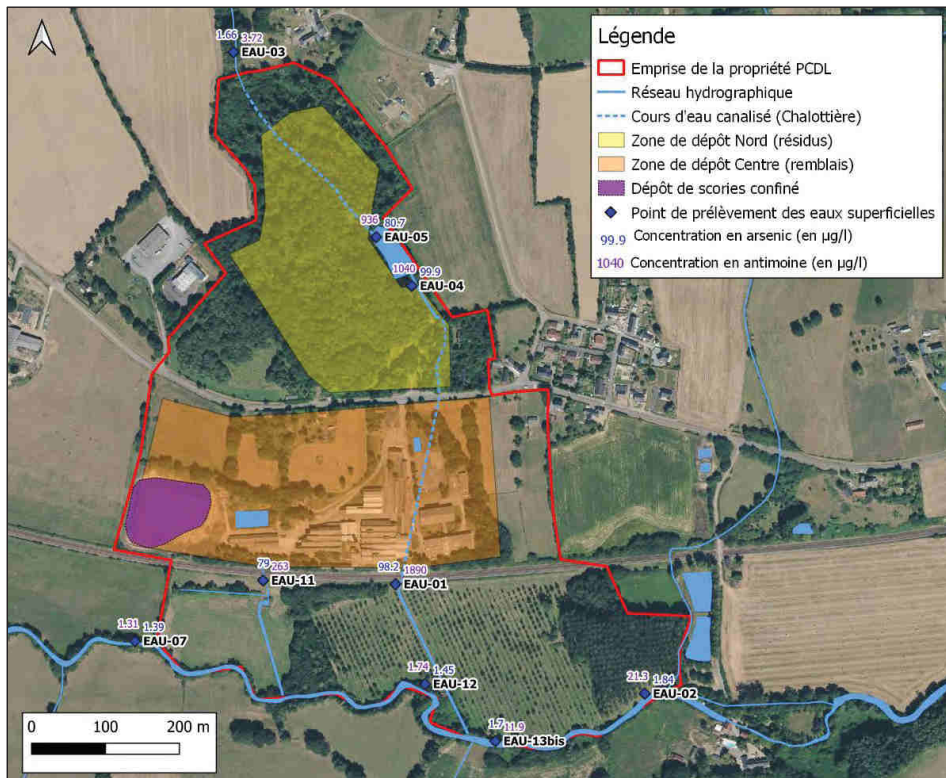 1.66 3.72
EAU-03
Légende
Emprise de la propriété PCDL
Réseau hydrographique
Cours d'eau canalisé (Chalottière)
Zone de dépôt Nord (résidus)
Zone de dépôt Centre (remblais)
Dépôt de scories confiné
Point de prélèvement des eaux superficielles
99.9 Concentration en arsenic (en µg/l)
1040 Concentration en antimoine (en µg/l)
936 80.7
EAU-05
1040 99.9
EAU-04
79 263
EAU-11
98.2 1890
EAU-01
1.31 1.39
EAU-07
1.74 1.45
EAU-12
21.3 1.84
EAU-02
1.7 11.9
EAU-13bis
0 100 200 m